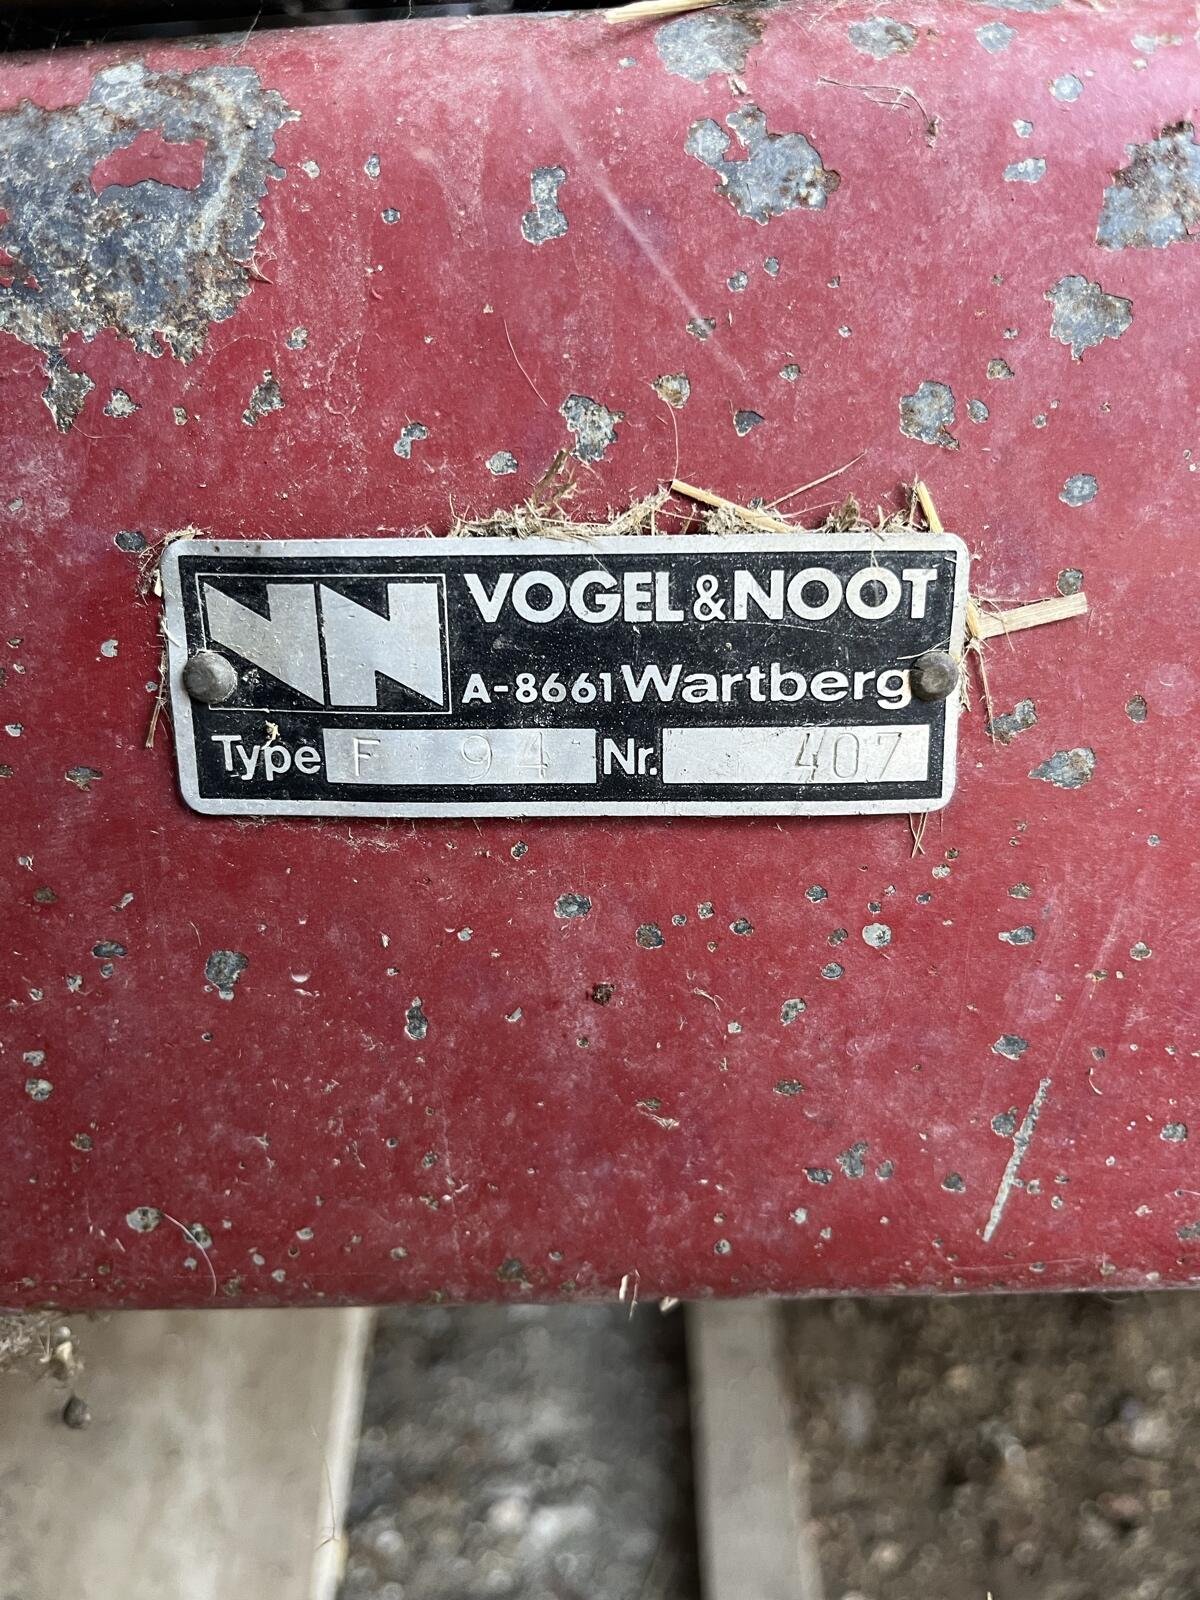 VN VOGEL&NOOT
A-8661 Wartberg
Type F 94 Nr. 407